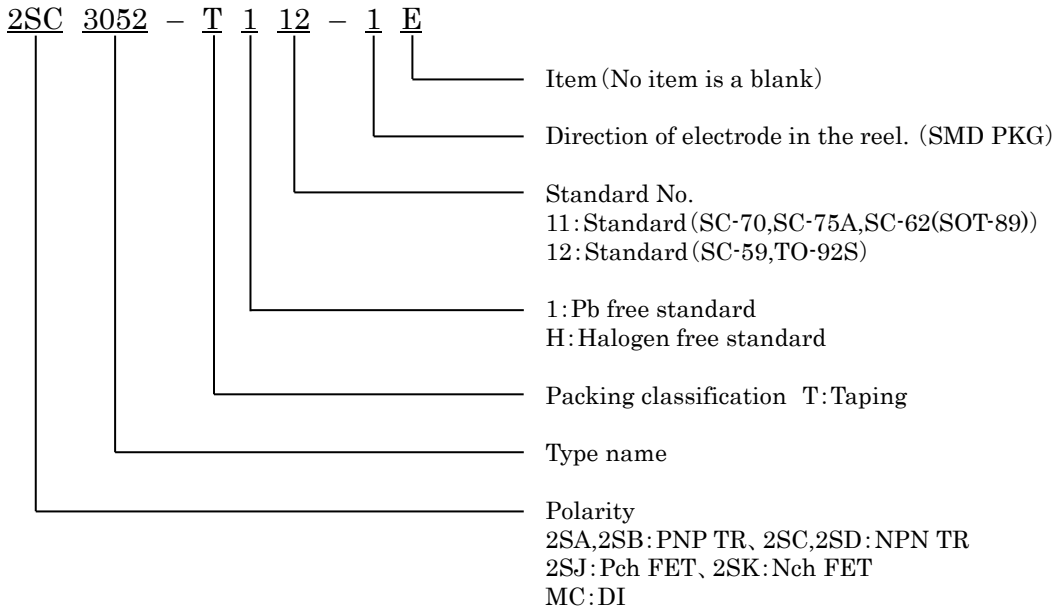 2SC 3052 - T 1 12 - 1 E
Item(No item is a blank)
Direction of electrode in the reel.(SMD PKG)
Standard No.
11:Standard(SC-70,SC-75A,SC-62(SOT-89))
12:Standard(SC-59,TO-92S)
1:Pb free standard
H:Halogen free standard
Packing classification T:Taping
Type name
Polarity
2SA,2SB:PNP TR、2SC,2SD:NPN TR
2SJ:Pch FET、2SK:Nch FET
MC:DI